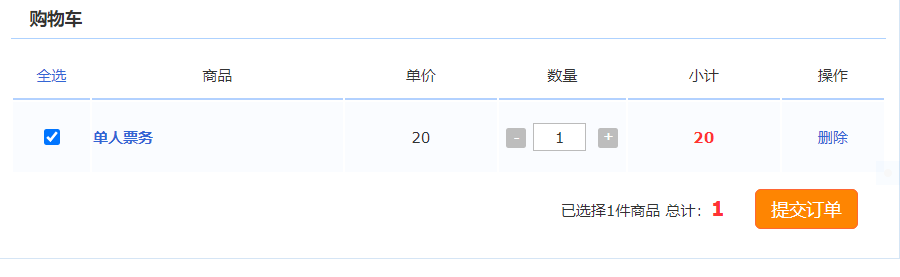 购物车
全选 商品 单价 数量 小计 操作
单人票务 20 - 1 + 20 删除
已选择1件商品 总计：1 提交订单